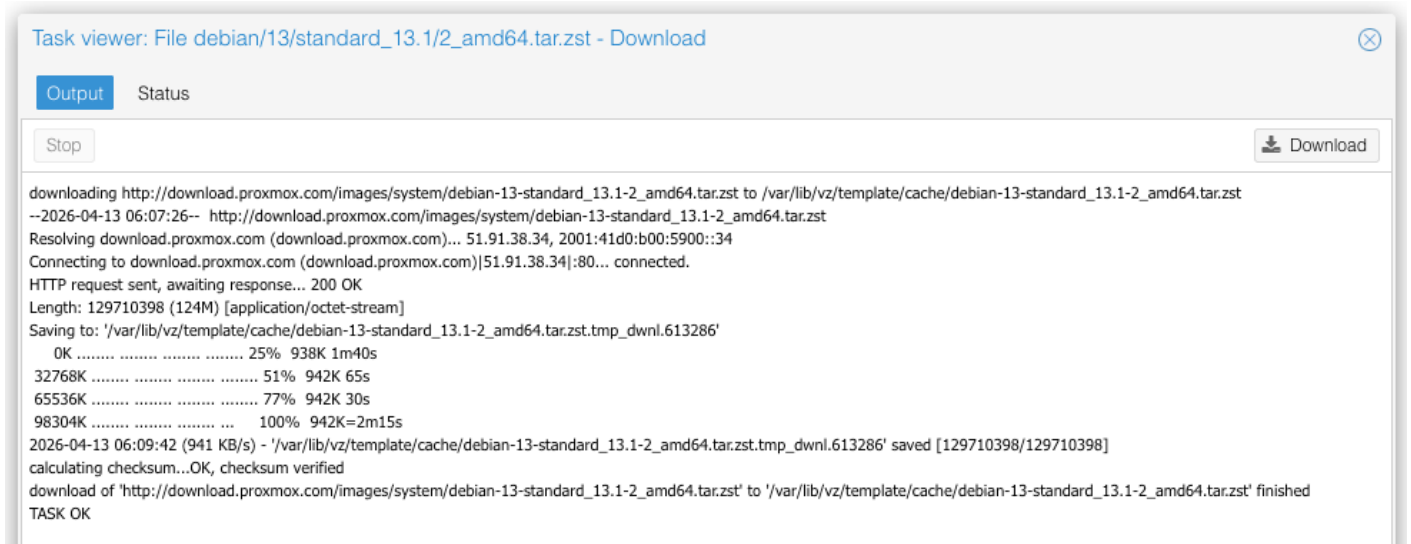 Task viewer: File debian/13/standard_13.1/2_amd64.tar.zst - Download
Output Status
Stop Download
downloading http://download.proxmox.com/images/system/debian-13-standard_13.1-2_amd64.tar.zst to /var/lib/vz/template/cache/debian-13-standard_13.1-2_amd64.tar.zst
--2026-04-13 06:07:26-- http://download.proxmox.com/images/system/debian-13-standard_13.1-2_amd64.tar.zst
Resolving download.proxmox.com (download.proxmox.com)... 51.91.38.34, 2001:41d0:b00:5900::34
Connecting to download.proxmox.com (download.proxmox.com)|51.91.38.34|:80... connected.
HTTP request sent, awaiting response... 200 OK
Length: 129710398 (124M) [application/octet-stream]
Saving to: '/var/lib/vz/template/cache/debian-13-standard_13.1-2_amd64.tar.zst.tmp_dwnl.613286'
0K ........ ........ ........ ........ 25% 938K 1m40s
32768K ........ ........ ........ ........ 51% 942K 65s
65536K ........ ........ ........ ........ 77% 942K 30s
98304K ........ ........ ........ ... 100% 942K=2m15s
2026-04-13 06:09:42 (941 KB/s) - '/var/lib/vz/template/cache/debian-13-standard_13.1-2_amd64.tar.zst.tmp_dwnl.613286' saved [129710398/129710398]
calculating checksum...OK, checksum verified
download of 'http://download.proxmox.com/images/system/debian-13-standard_13.1-2_amd64.tar.zst' to '/var/lib/vz/template/cache/debian-13-standard_13.1-2_amd64.tar.zst' finished
TASK OK